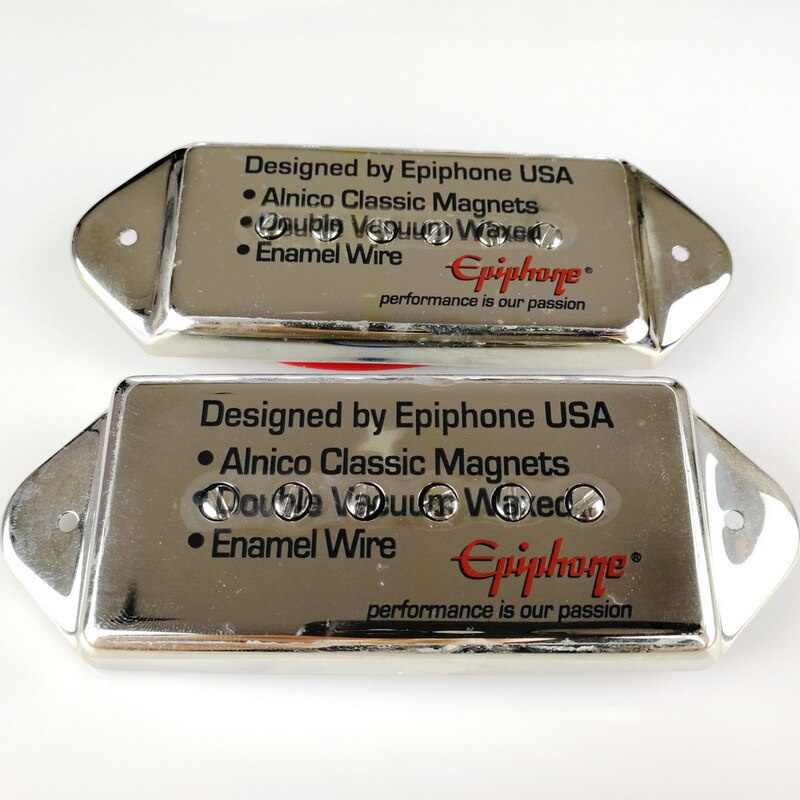 Designed by Epiphone USA
• Alnico Classic Magnets
• Double Vacuum Waxed
• Enamel Wire
Epiphone®
performance is our passion
Designed by Epiphone USA
• Alnico Classic Magnets
• Double Vacuum Waxed
• Enamel Wire
Epiphone®
performance is our passion